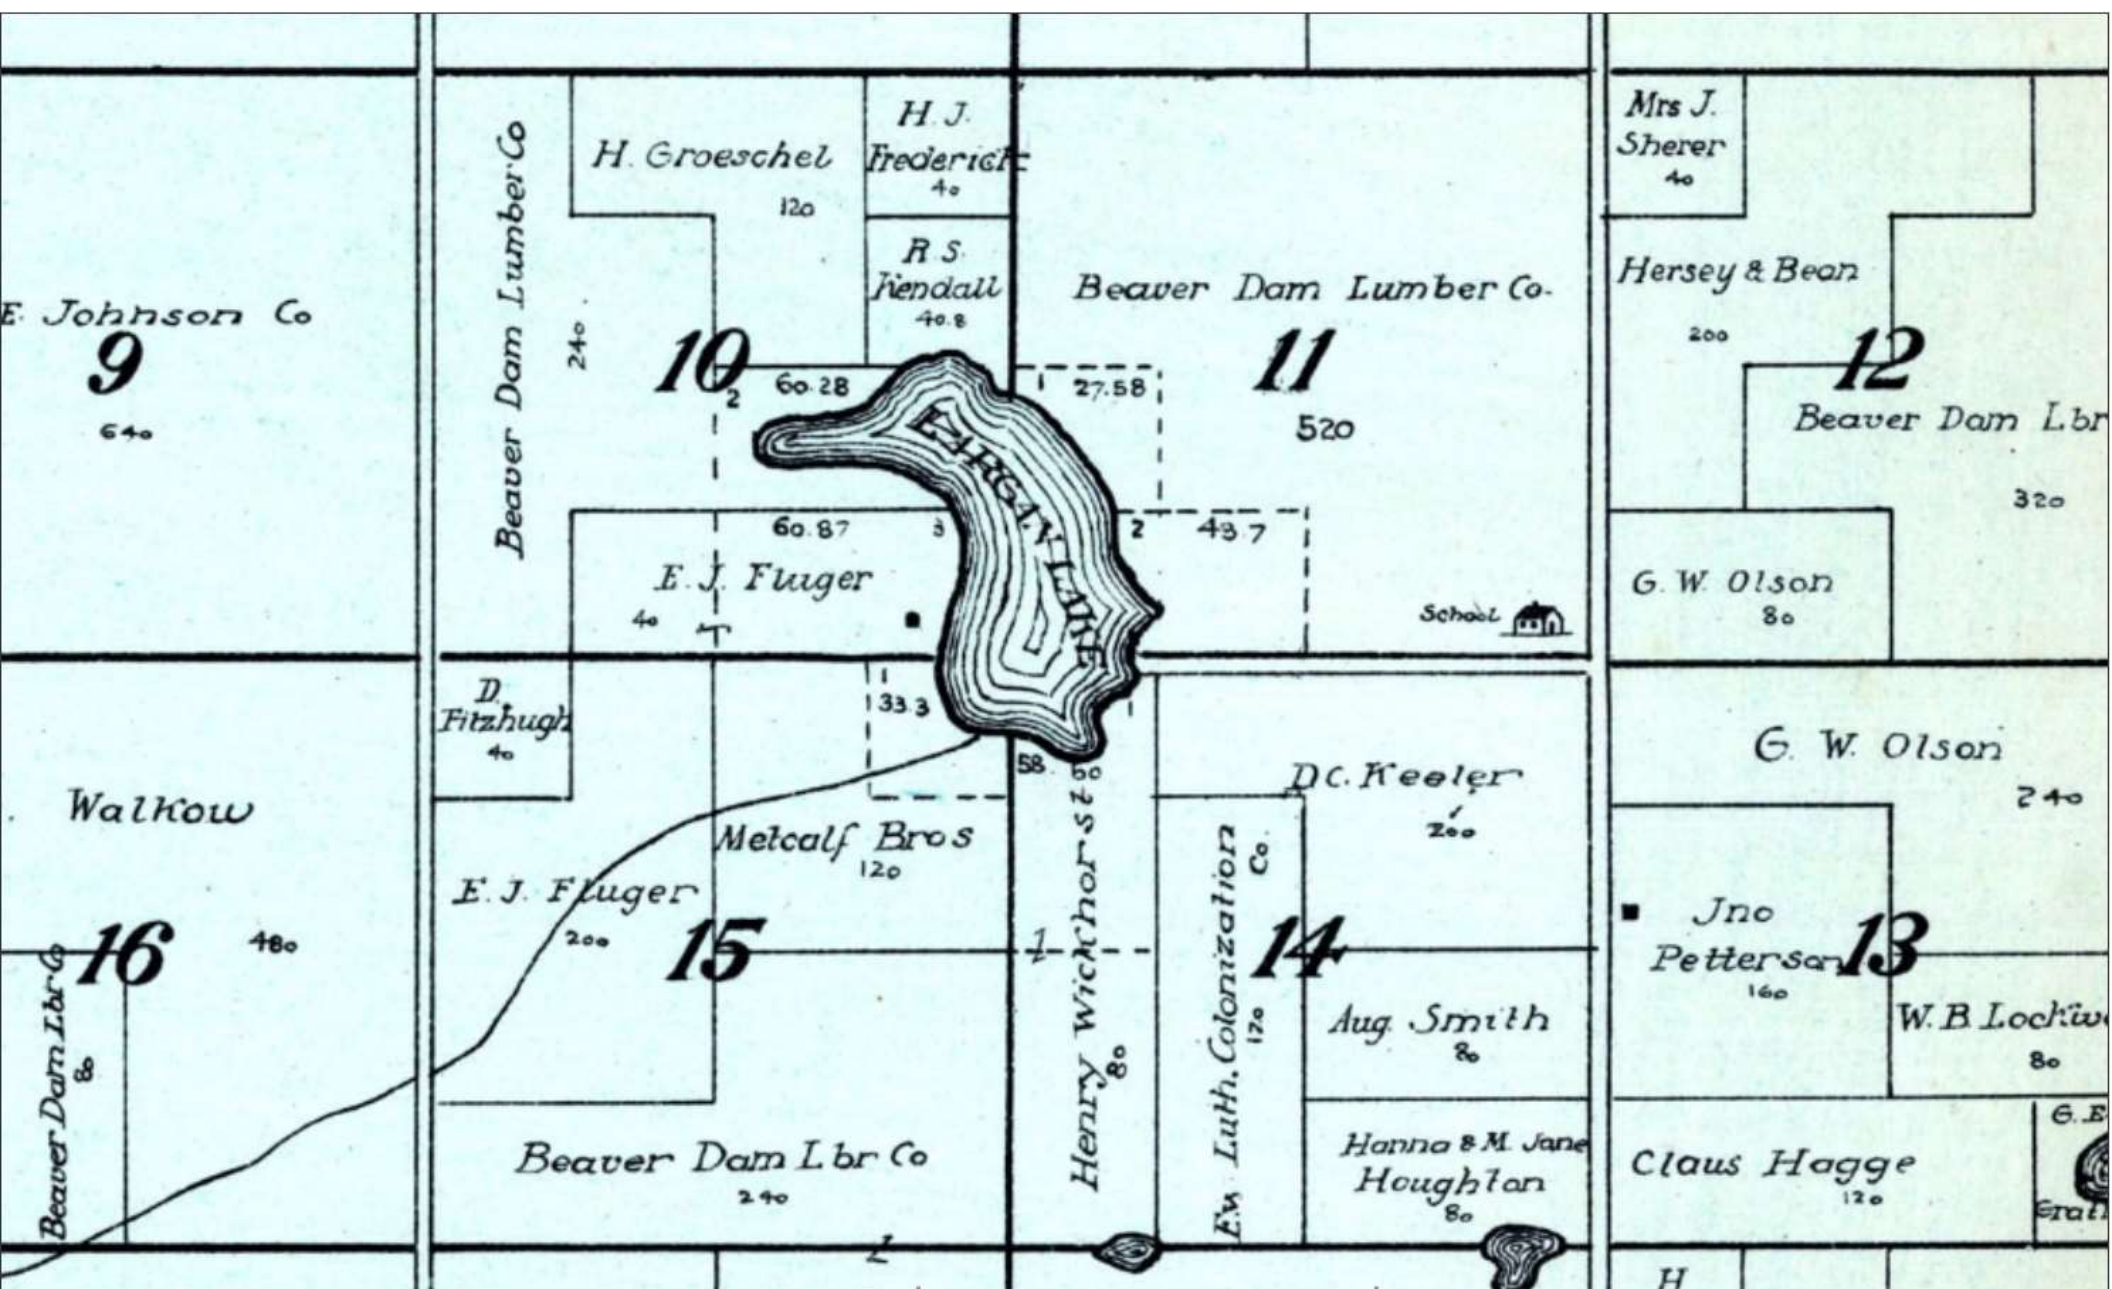 E. Johnson Co
9
640
Beaver Dam Lumber Co
240
H. Groeschel
120
H. J.
Frederick
40
R. S.
Kendall
40.8
10
2
60.28
60.87
3
E. J. Fluger
40
Beaver Dam Lumber Co.
11
520
1
27.58
2
43.7
School
LAKE
Mrs J.
Sherer
40
Hersey & Bean
200
12
Beaver Dam Lbr
320
G. W. Olson
80
Walkow
16
480
Beaver Dam Lbr Co
80
D.
Fitzhugh
40
E. J. Fluger
200
15
1
33.3
Metcalf Bros
120
Beaver Dam Lbr Co
240
58.60
1
Henry Wichhorst
80
Ev. Luth. Colonization Co.
120
D. C. Keeler
200
14
Aug. Smith
80
Hanna & M. Jane
Houghton
80
G. W. Olson
240
Jno
Petterson
160
13
W. B. Lockw
80
Claus Hagge
120
G. E
H